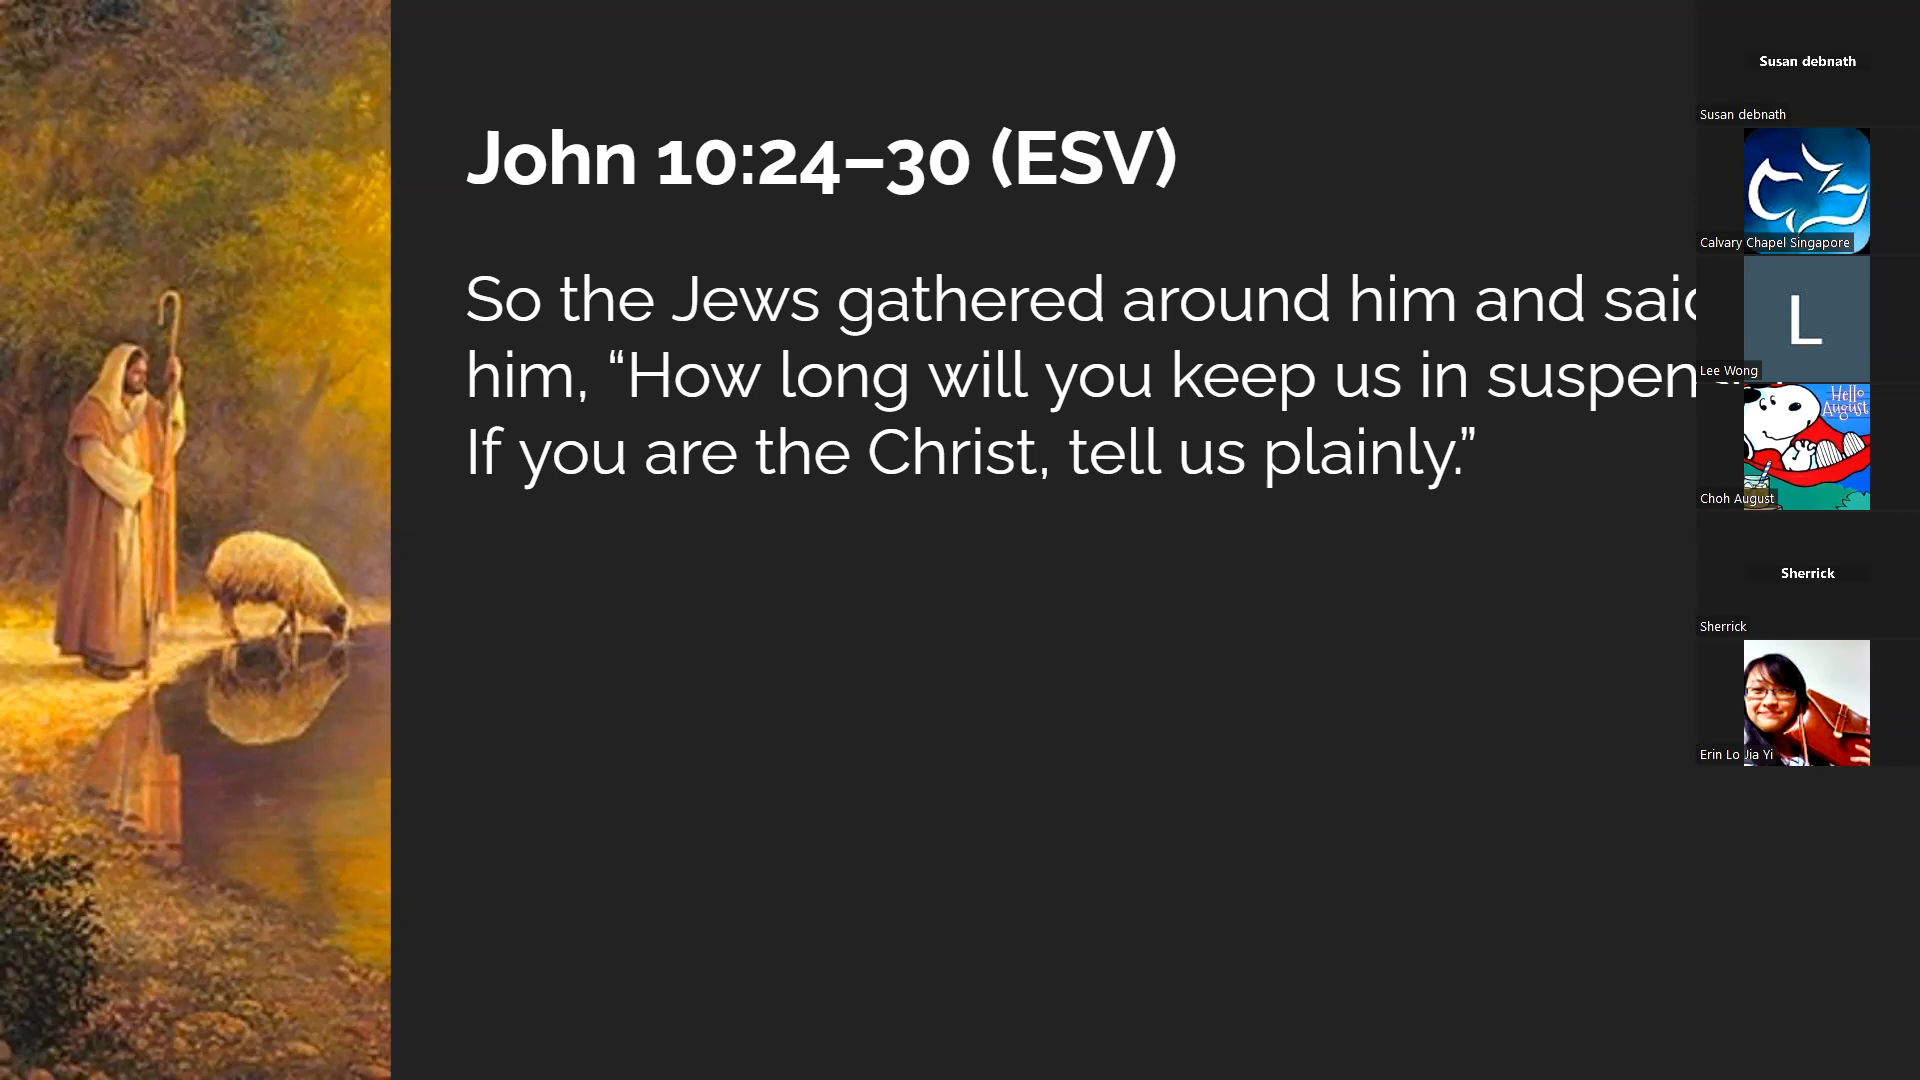 John 10:24–30 (ESV)
So the Jews gathered around him and said
him, “How long will you keep us in
If you are the Christ, tell us plainly.”
Susan debnath
Susan debnath
Calvary Chapel Singapore
L
Lee Wong
Hello
August
Choh August
Sherrick
Sherrick
Erin Lo Jia Yi